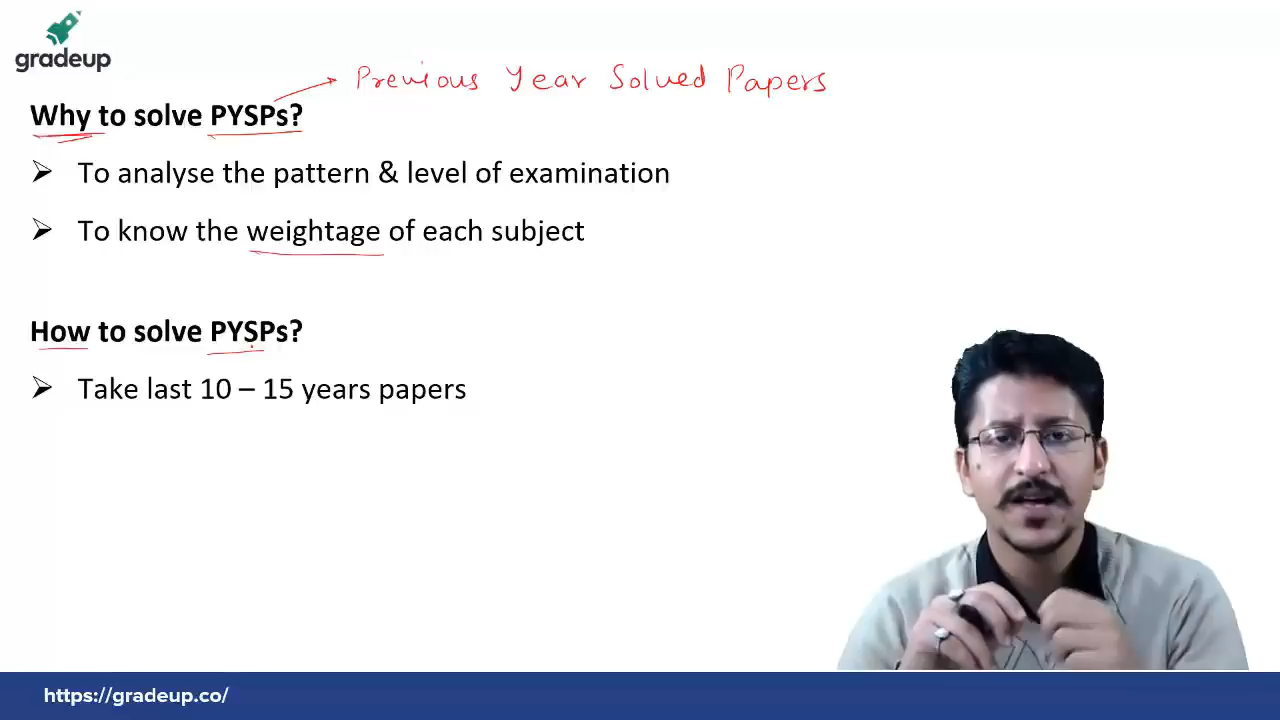 gradeup
Previous Year Solved Papers
Why to solve PYSPs?
To analyse the pattern & level of examination
To know the weightage of each subject
How to solve PYSPs?
Take last 10 – 15 years papers
https://gradeup.co/